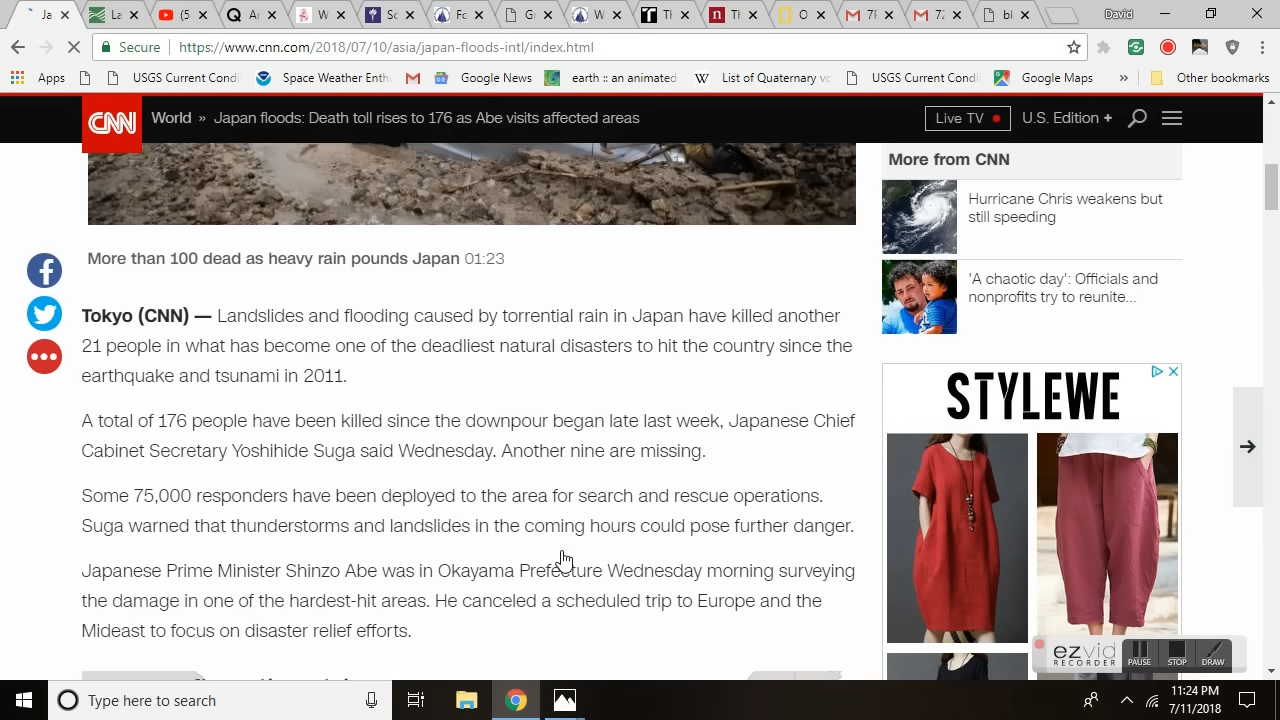 Ja
(5
Q
A
W
Sc
Fc
G
W
Th
n
Th
O
7
72
bl
David
Secure
https://www.cnn.com/2018/07/10/asia/japan-floods-intl/index.html
Apps
USGS Current Condi
Space Weather Enth
Google News
earth :: an animated
W
List of Quaternary vo
USGS Current Condi
Google Maps
»
Other bookmarks
CNN
World » Japan floods: Death toll rises to 176 as Abe visits affected areas
Live TV
U.S. Edition +
More than 100 dead as heavy rain pounds Japan 01:23
Tokyo (CNN) — Landslides and flooding caused by torrential rain in Japan have killed another
21 people in what has become one of the deadliest natural disasters to hit the country since the
earthquake and tsunami in 2011.
A total of 176 people have been killed since the downpour began late last week, Japanese Chief
Cabinet Secretary Yoshihide Suga said Wednesday. Another nine are missing.
Some 75,000 responders have been deployed to the area for search and rescue operations.
Suga warned that thunderstorms and landslides in the coming hours could pose further danger.
Japanese Prime Minister Shinzo Abe was in Okayama Prefecture Wednesday morning surveying
the damage in one of the hardest-hit areas. He canceled a scheduled trip to Europe and the
Mideast to focus on disaster relief efforts.
More from CNN
Hurricane Chris weakens but
still speeding
'A chaotic day': Officials and
nonprofits try to reunite...
STYLEWE
ezvid
RECORDER
PAUSE
STOP
DRAW
Type here to search
11:24 PM
7/11/2018